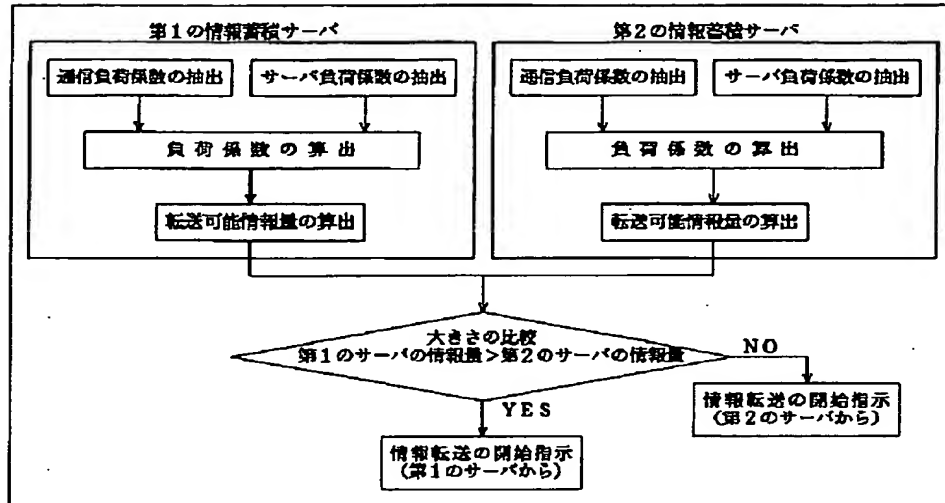 第1の情報蓄積サーバ
通信負荷係数の抽出
サーバ負荷係数の抽出
負荷係数の算出
転送可能情報量の算出
第2の情報蓄積サーバ
通信負荷係数の抽出
サーバ負荷係数の抽出
負荷係数の算出
転送可能情報量の算出
大きさの比較
第1のサーバの情報量>第2のサーバの情報量
NO
情報転送の開始指示
(第2のサーバから)
YES
情報転送の開始指示
(第1のサーバから)